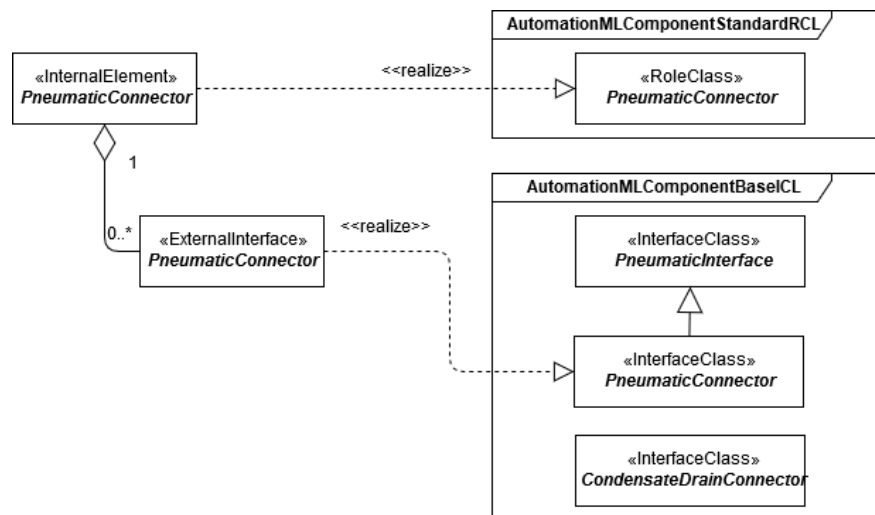 AutomationMLComponentStandardRCL
«InternalElement»
PneumaticConnector
<<realize>>
«RoleClass»
PneumaticConnector
1
0..*
AutomationMLComponentBaseICL
«ExternalInterface»
PneumaticConnector
<<realize>>
«InterfaceClass»
PneumaticInterface
«InterfaceClass»
PneumaticConnector
«InterfaceClass»
CondensateDrainConnector